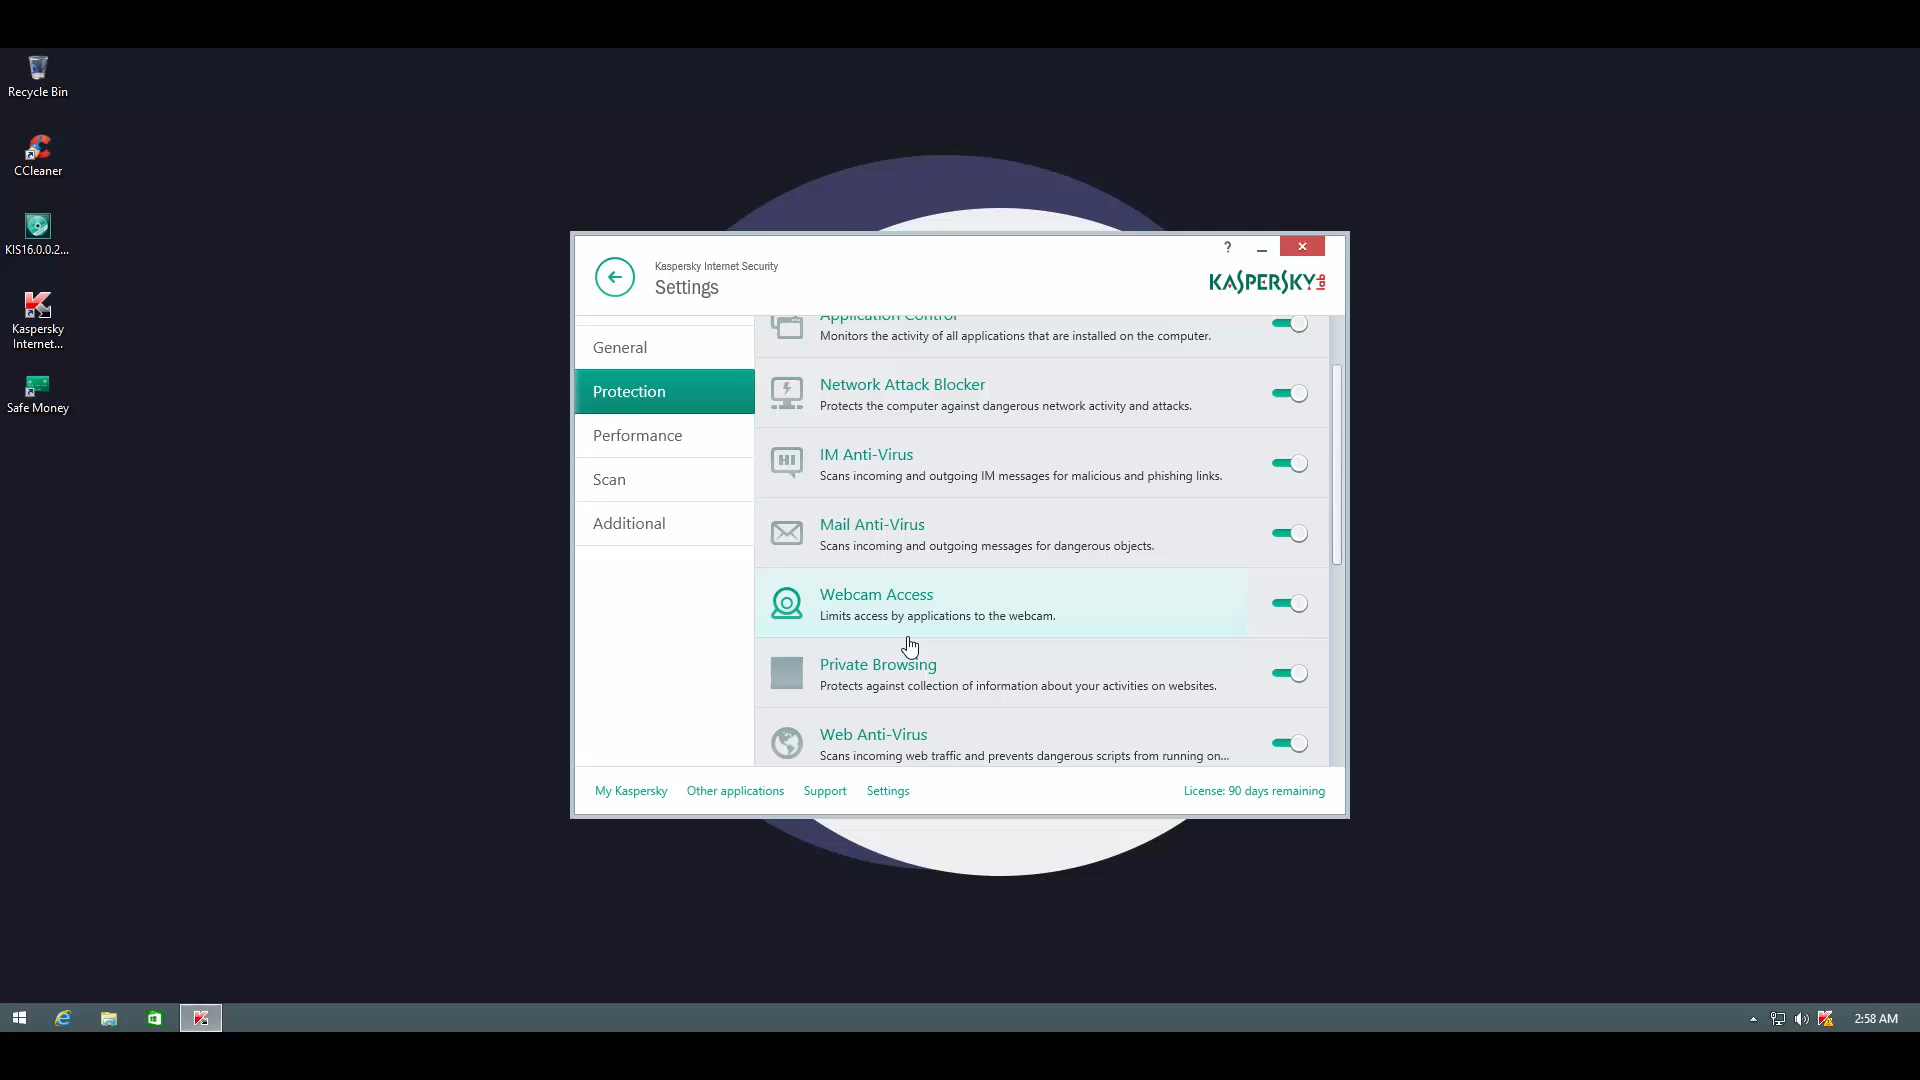 Recycle Bin
CCleaner
KIS16.0.0.2...
Kaspersky
Internet...
Safe Money
?
Kaspersky Internet Security
Settings
KASPERSKY lab
General
Protection
Performance
Scan
Additional
Application Control
Monitors the activity of all applications that are installed on the computer.
Network Attack Blocker
Protects the computer against dangerous network activity and attacks.
HI
IM Anti-Virus
Scans incoming and outgoing IM messages for malicious and phishing links.
Mail Anti-Virus
Scans incoming and outgoing messages for dangerous objects.
Webcam Access
Limits access by applications to the webcam.
Private Browsing
Protects against collection of information about your activities on websites.
Web Anti-Virus
Scans incoming web traffic and prevents dangerous scripts from running on...
My Kaspersky
Other applications
Support
Settings
License: 90 days remaining
2:58 AM